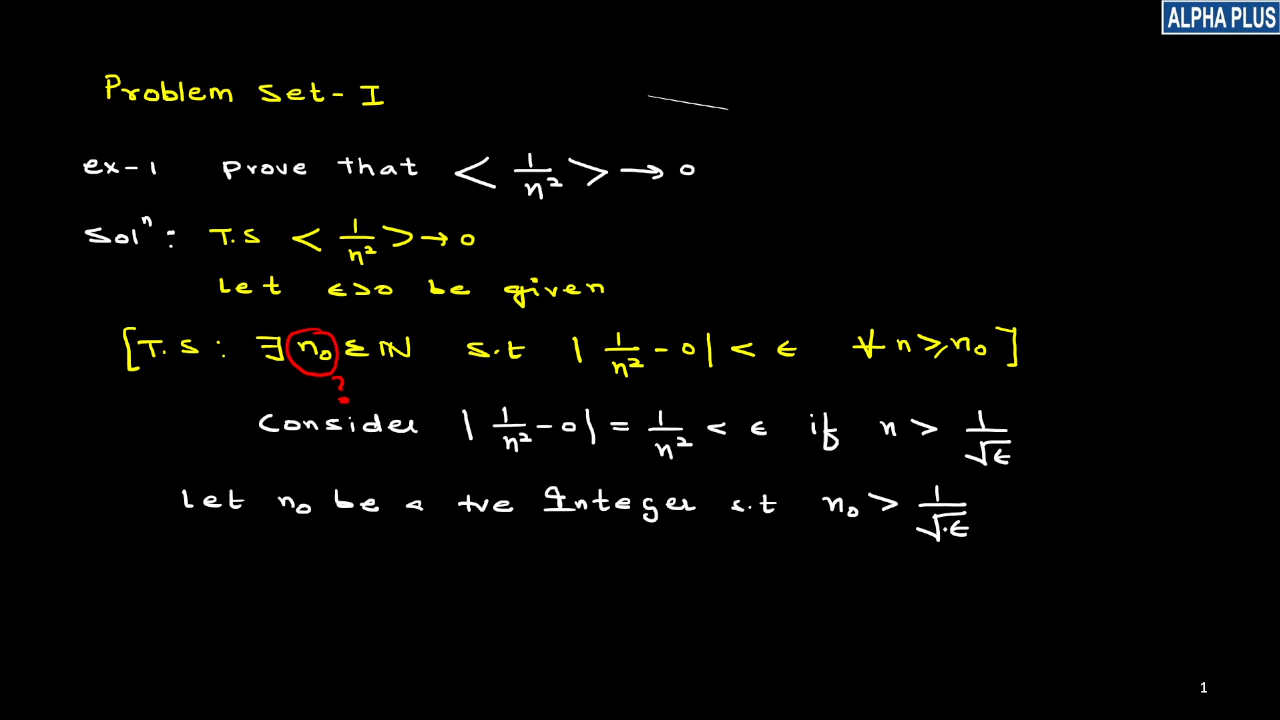 ALPHA PLUS
Problem Set-I
ex-1 prove that < 1/n² > → 0
Solⁿ: T.S < 1/n² > → 0
Let ϵ>0 be given
[T.S: ∃ n₀ ∈ ℕ s.t | 1/n² - 0 | < ϵ ∀ n ≥ n₀ ]
?
Consider | 1/n² - 0 | = 1/n² < ϵ if n > 1/√ϵ
Let n₀ be a +ve Integer s.t n₀ > 1/√ϵ
1